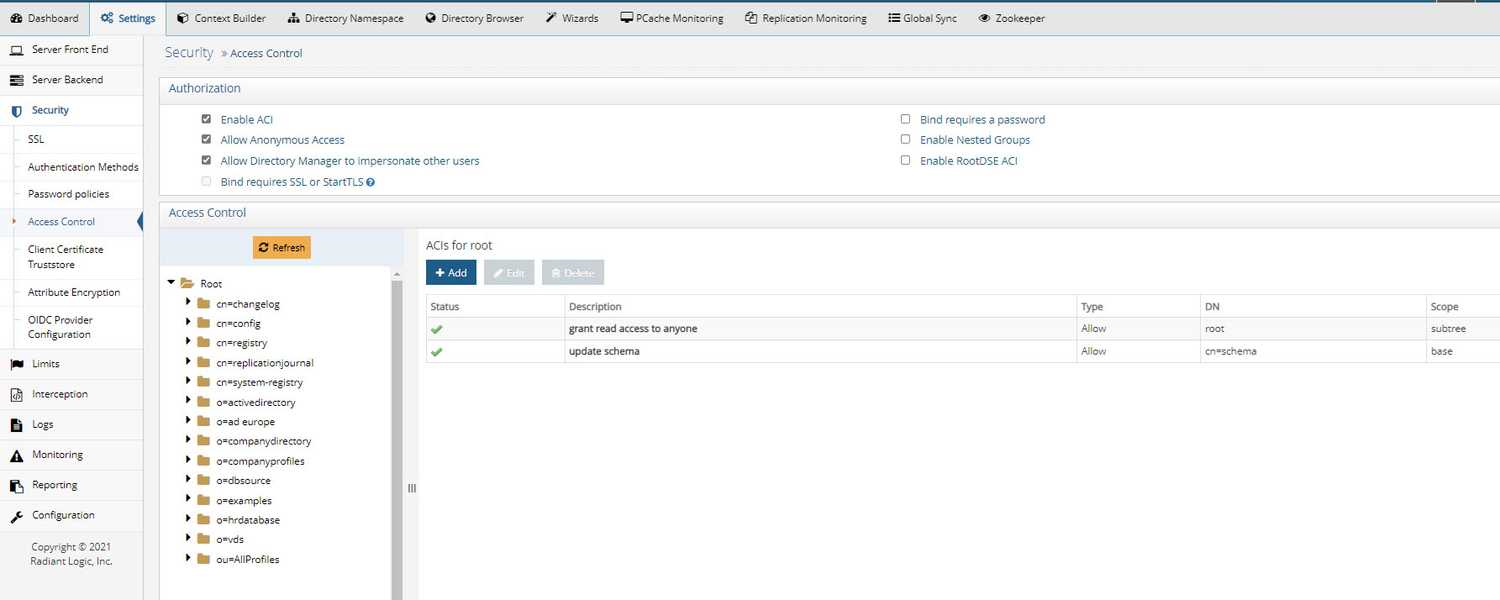 Dashboard Settings Context Builder Directory Namespace Directory Browser Wizards PCache Monitoring Replication Monitoring Global Sync Zookeeper
Server Front End
Server Backend
Security
SSL
Authentication Methods
Password policies
Access Control
Client Certificate
Truststore
Attribute Encryption
OIDC Provider
Configuration
Limits
Interception
Logs
Monitoring
Reporting
Configuration
Copyright © 2021
Radiant Logic, Inc.
Security » Access Control
Authorization
Enable ACI
Allow Anonymous Access
Allow Directory Manager to impersonate other users
Bind requires SSL or StartTLS
Bind requires a password
Enable Nested Groups
Enable RootDSE ACI
Access Control
Refresh
Root
cn=changelog
cn=config
cn=registry
cn=replicationjournal
cn=system-registry
o=activedirectory
o=ad europe
o=companydirectory
o=companyprofiles
o=dbsource
o=examples
o=hrdatabase
o=vds
ou=AllProfiles
ACIs for root
Add Edit Delete
Status Description Type DN Scope
grant read access to anyone Allow root subtree
update schema Allow cn=schema base